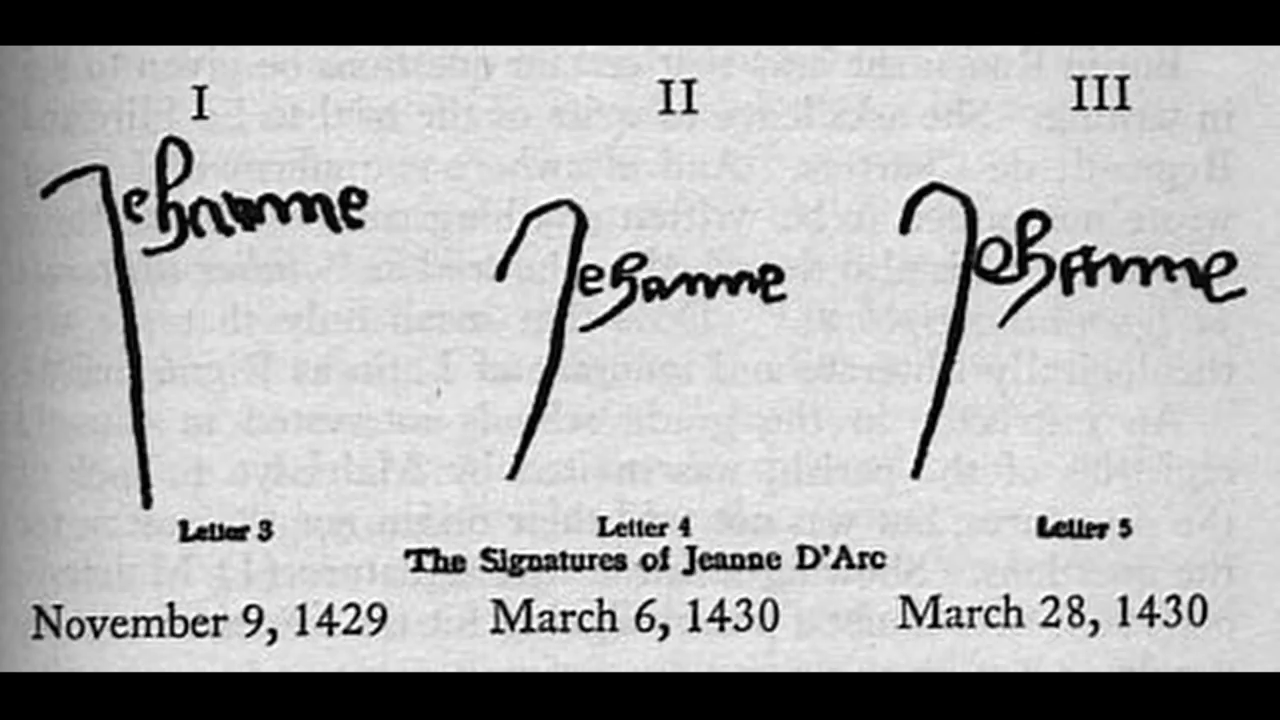 I II III
Jehanne Jehanne Jehanne
Letter 3 Letter 4 Letter 5
The Signatures of Jeanne D'Arc
November 9, 1429 March 6, 1430 March 28, 1430